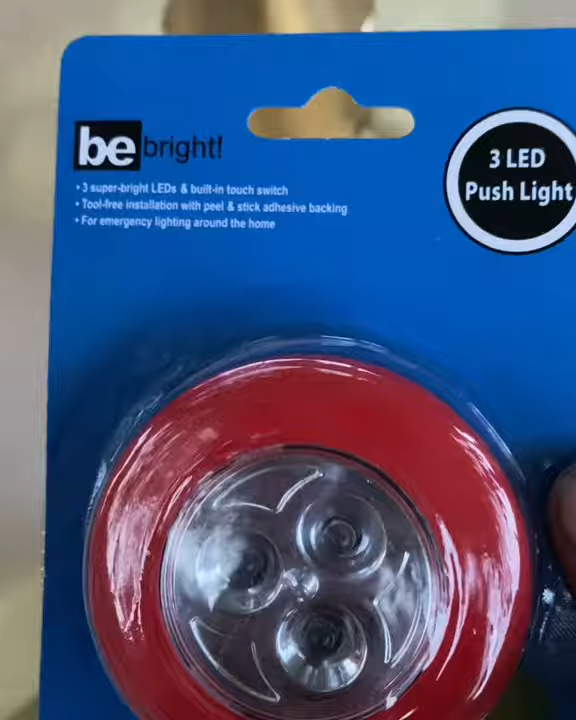 be bright!
• 3 super-bright LEDs & built-in touch switch
• Tool-free installation with peel & stick adhesive backing
• For emergency lighting around the home
3 LED
Push Light